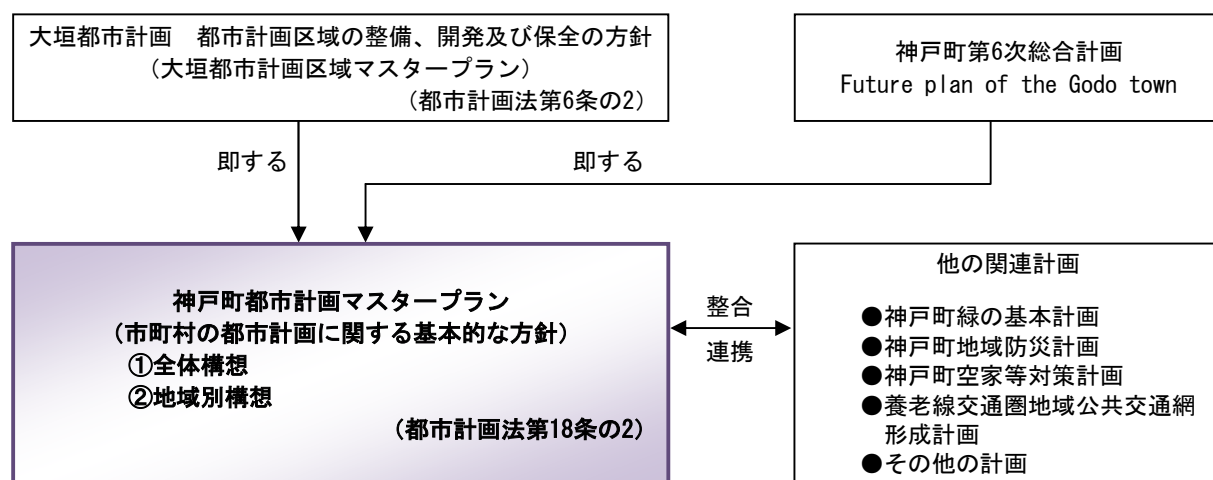 大垣都市計画　都市計画区域の整備、開発及び保全の方針
（大垣都市計画区域マスタープラン）
（都市計画法第6条の2）
神戸町第6次総合計画
Future plan of the Godo town
即する
即する
神戸町都市計画マスタープラン
（市町村の都市計画に関する基本的な方針）
①全体構想
②地域別構想
（都市計画法第18条の2）
整合
連携
他の関連計画
●神戸町緑の基本計画
●神戸町地域防災計画
●神戸町空家等対策計画
●養老線交通圏地域公共交通網
形成計画
●その他の計画